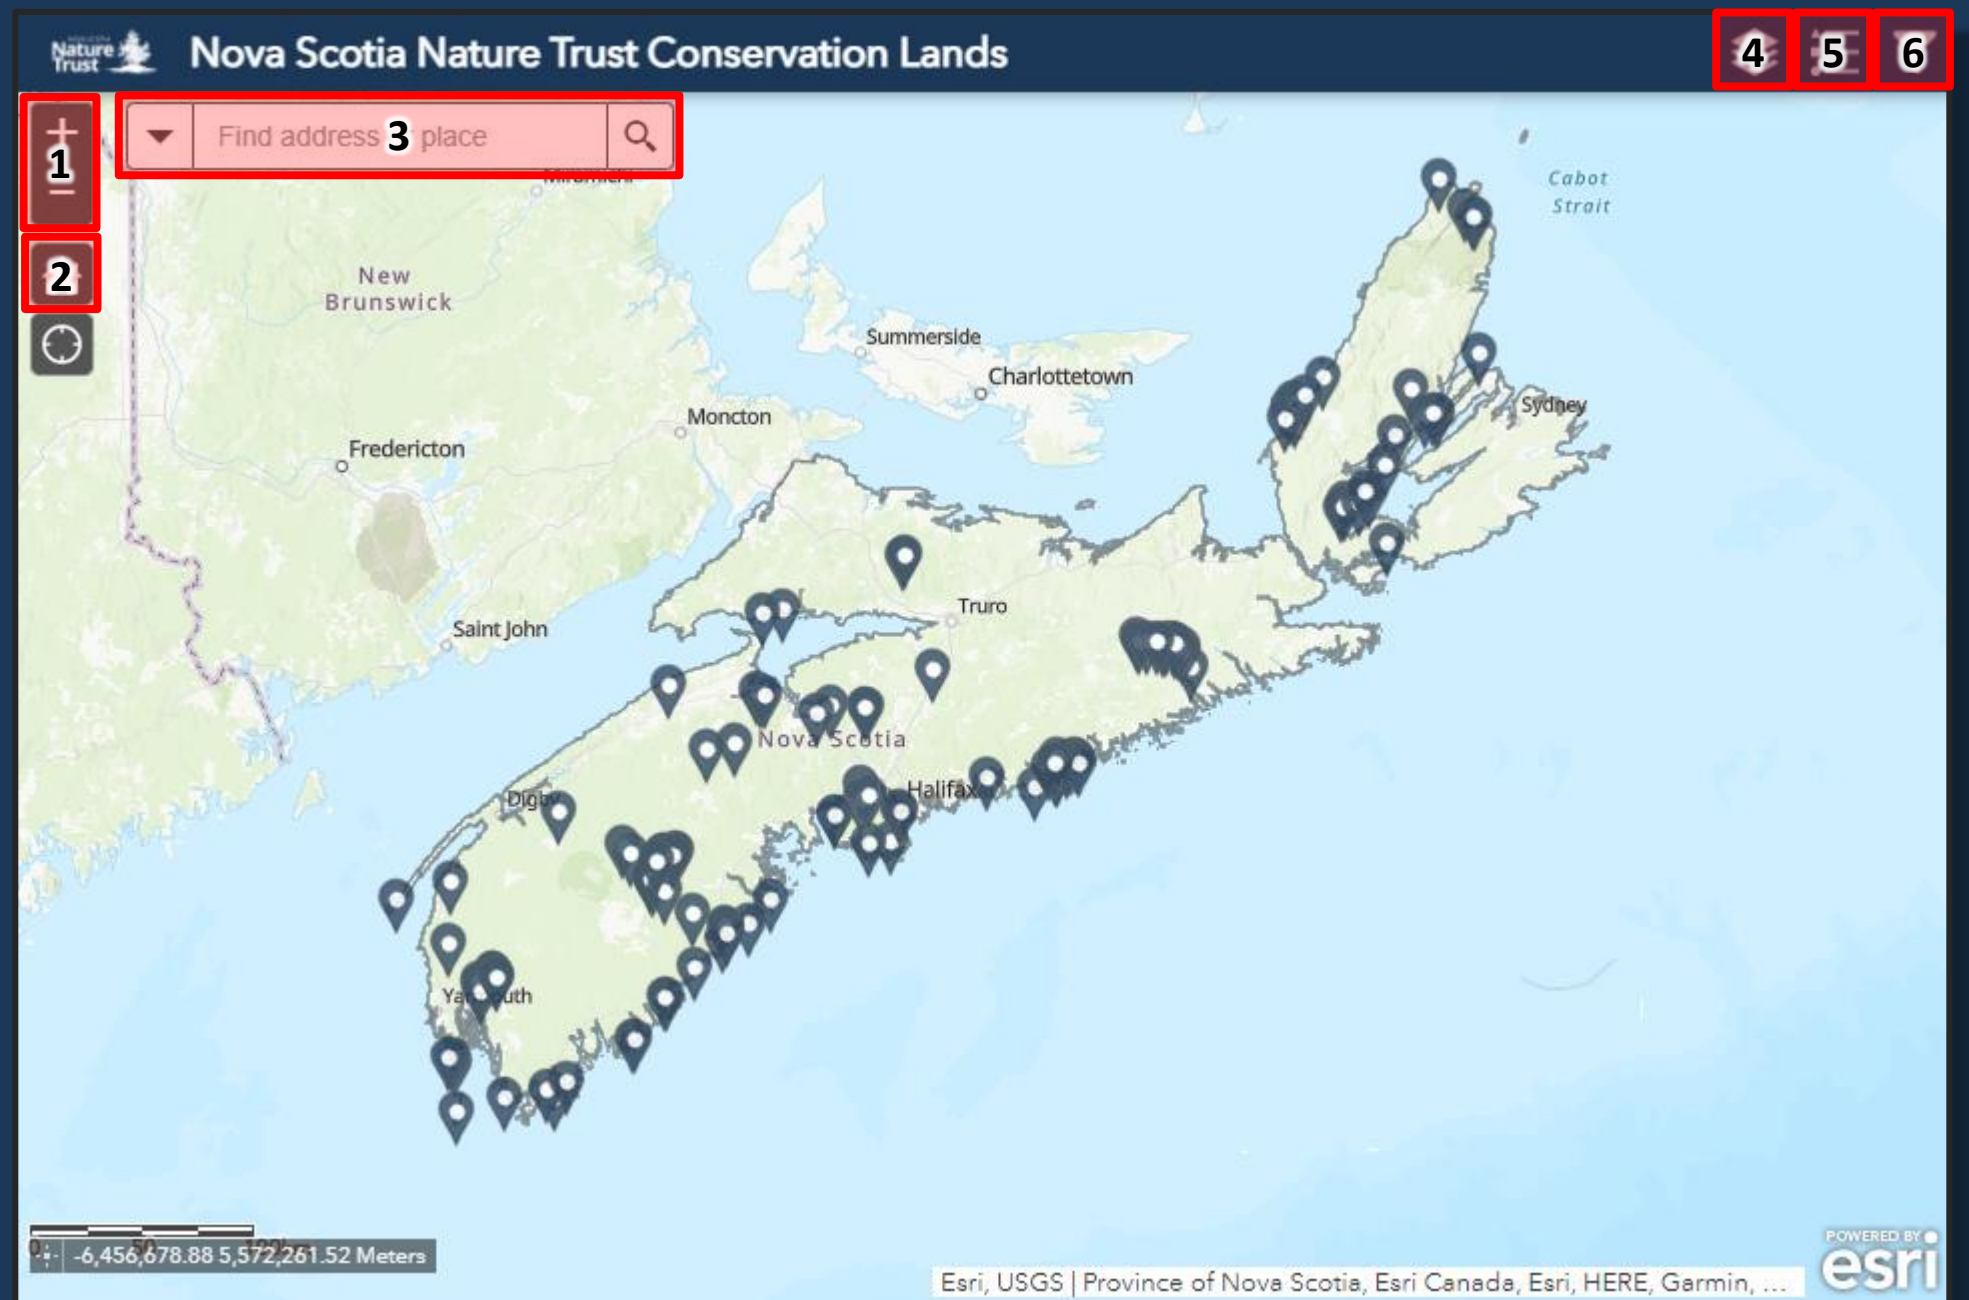 Nature
Trust
Nova Scotia Nature Trust Conservation Lands
4
5
6
+
1
−
Find address
3
place
2
Cabot
Strait
New
Brunswick
Summerside
Charlottetown
Sydney
Moncton
Fredericton
Truro
Saint John
Nova Scotia
Halifax
Digby
0
50
-6,456,678.88 5,572,261.52 Meters
POWERED BY
esri
Esri, USGS | Province of Nova Scotia, Esri Canada, Esri, HERE, Garmin, ...